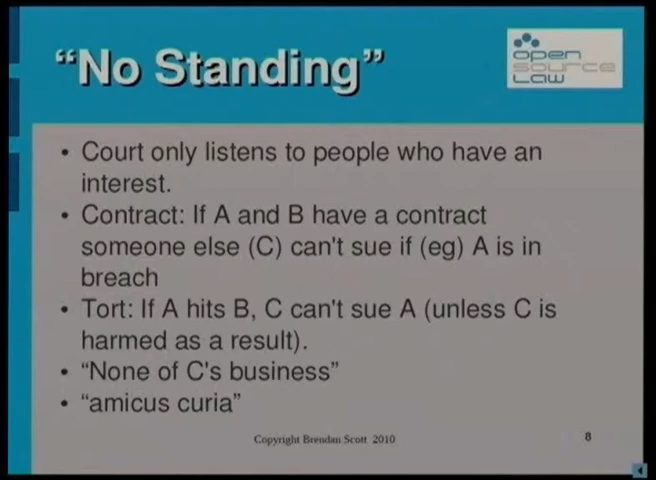 “No Standing”
open
source
Law
• Court only listens to people who have an
interest.
• Contract: If A and B have a contract
someone else (C) can't sue if (eg) A is in
breach
• Tort: If A hits B, C can't sue A (unless C is
harmed as a result).
• “None of C's business”
• “amicus curia”
Copyright Brendan Scott 2010
8